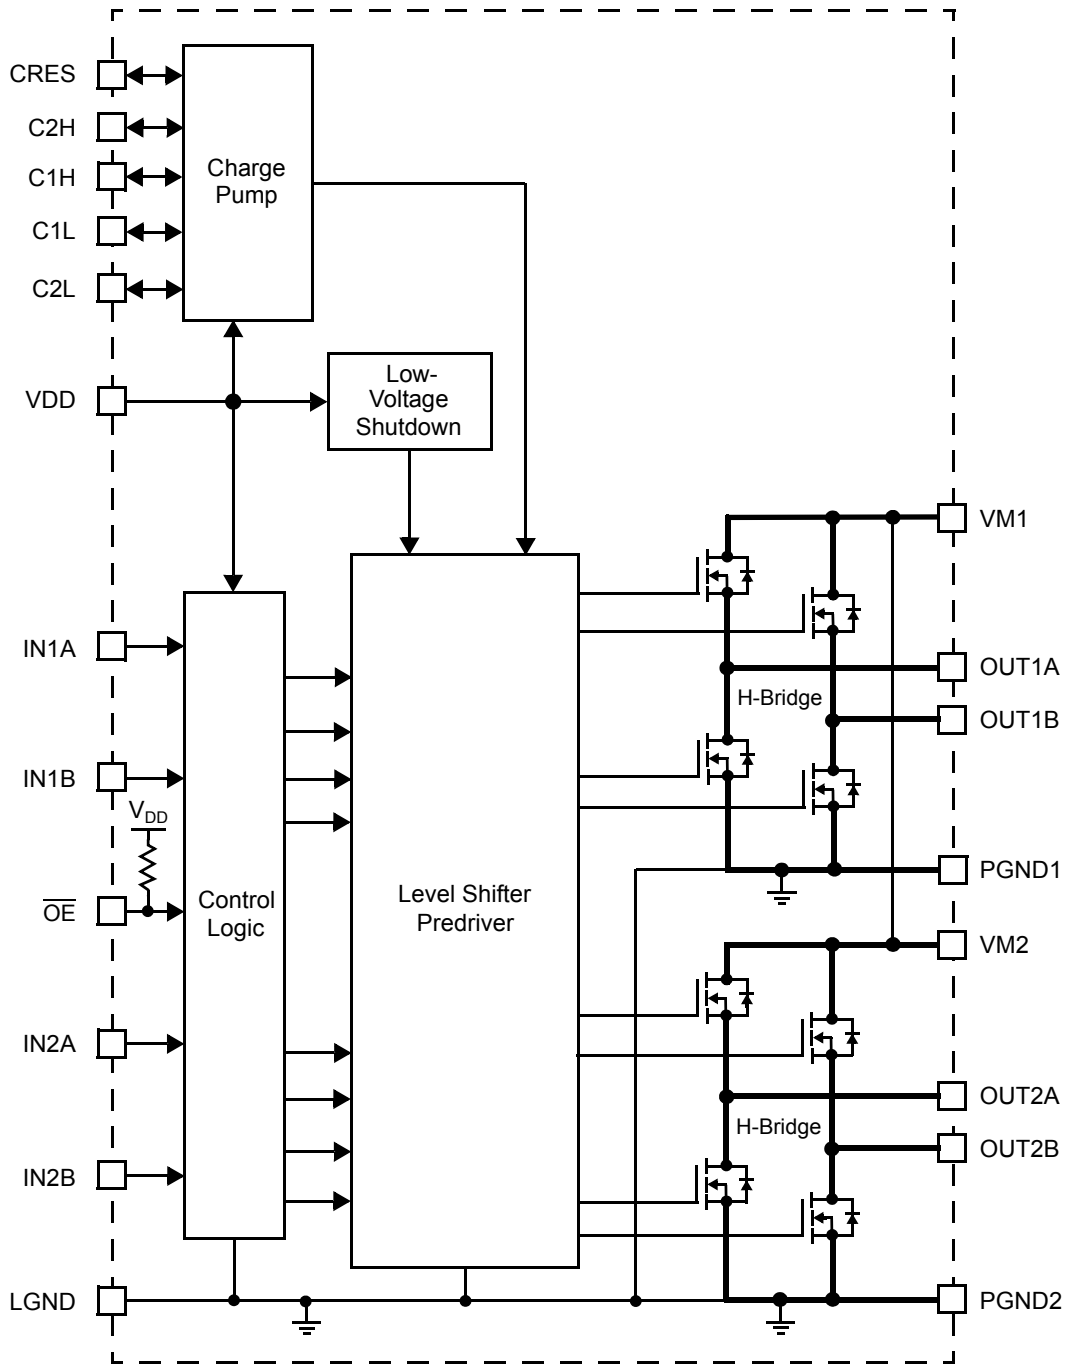 CRES
C2H
C1H
C1L
C2L
Charge
Pump
VDD
Low-
Voltage
Shutdown
VM1
IN1A
OUT1A
H-Bridge
OUT1B
IN1B
VDD
PGND1
OE
Control
Logic
Level Shifter
Predriver
VM2
IN2A
OUT2A
H-Bridge
OUT2B
IN2B
LGND
PGND2